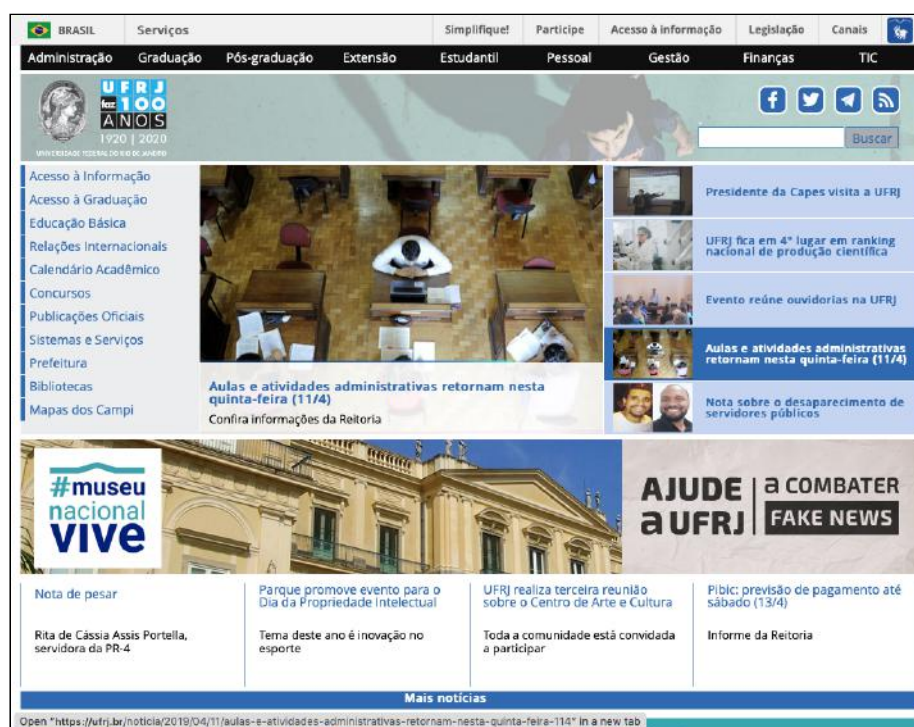 BRASIL Serviços Simplifique! Participe Acesso à informação Legislação Canais
Administração Graduação Pós-graduação Extensão Estudantil Pessoal Gestão Finanças TIC
UFRJ
faz 100
ANOS
1920 | 2020
UNIVERSIDADE FEDERAL DO RIO DE JANEIRO
Buscar
Acesso à Informação
Acesso à Graduação
Educação Básica
Relações Internacionais
Calendário Acadêmico
Concursos
Publicações Oficiais
Sistemas e Serviços
Prefeitura
Bibliotecas
Mapas dos Campi
Aulas e atividades administrativas retornam nesta
quinta-feira (11/4)
Confira informações da Reitoria
Presidente da Capes visita a UFRJ
UFRJ fica em 4º lugar em ranking
nacional de produção científica
Evento reúne ouvidorias na UFRJ
Aulas e atividades administrativas
retornam nesta quinta-feira (11/4)
Nota sobre o desaparecimento de
servidores públicos
#museu
nacional
vive
AJUDE
a UFRJ
a COMBATER
FAKE NEWS
Nota de pesar
Rita de Cássia Assis Portella,
servidora da PR-4
Parque promove evento para o
Dia da Propriedade Intelectual
Tema deste ano é inovação no
esporte
UFRJ realiza terceira reunião
sobre o Centro de Arte e Cultura
Toda a comunidade está convidada
a participar
Pibic: previsão de pagamento até
sábado (13/4)
Informe da Reitoria
Mais notícias
Open "https://ufrj.br/noticia/2019/04/11/aulas-e-atividades-administrativas-retornam-nesta-quinta-feira-114" in a new tab